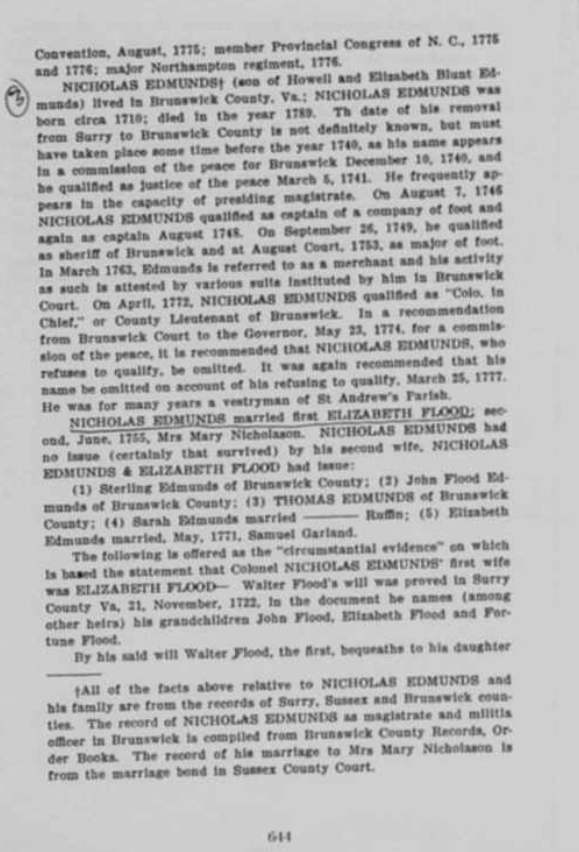 Convention, August, 1775; member Provincial Congress of N. C., 1775
and 1776; major Northampton regiment, 1776.
NICHOLAS EDMUNDS† (son of Howell and Elizabeth Blunt Ed-
munds) lived in Brunswick County, Va.; NICHOLAS EDMUNDS was
born circa 1710; died in the year 1789. Th date of his removal
from Surry to Brunswick County is not definitely known, but must
have taken place some time before the year 1740, as his name appears
in a commission of the peace for Brunswick December 10, 1740, and
he qualified as justice of the peace March 5, 1741. He frequently ap-
pears in the capacity of presiding magistrate. On August 7, 1746
NICHOLAS EDMUNDS qualified as captain of a company of foot and
again as captain August 1748. On September 26, 1749, he qualified
as sheriff of Brunswick and at August Court, 1753, as major of foot.
In March 1763, Edmunds is referred to as a merchant and his activity
as such is attested by various suits instituted by him in Brunswick
Court. On April, 1772, NICHOLAS EDMUNDS qualified as "Colo. in
Chief," or County Lieutenant of Brunswick. In a recommendation
from Brunswick Court to the Governor, May 23, 1774, for a commis-
sion of the peace, it is recommended that NICHOLAS EDMUNDS, who
refuses to qualify, be omitted. It was again recommended that his
name be omitted on account of his refusing to qualify, March 25, 1777.
He was for many years a vestryman of St Andrew's Parish.
NICHOLAS EDMUNDS married first ELIZABETH FLOOD; sec-
ond, June, 1755, Mrs Mary Nicholason. NICHOLAS EDMUNDS had
no issue (certainly that survived) by his second wife, NICHOLAS
EDMUNDS & ELIZABETH FLOOD had issue:
(1) Sterling Edmunds of Brunswick County; (2) John Flood Ed-
munds of Brunswick County; (3) THOMAS EDMUNDS of Brunswick
County; (4) Sarah Edmunds married ——— Ruffin; (5) Elizabeth
Edmunds married, May, 1771, Samuel Garland.
The following is offered as the "circumstantial evidence" on which
is based the statement that Colonel NICHOLAS EDMUNDS' first wife
was ELIZABETH FLOOD— Walter Flood's will was proved in Surry
County Va, 21, November, 1722, in the document he names (among
other heirs) his grandchildren John Flood, Elizabeth Flood and For-
tune Flood.
By his said will Walter Flood, the first, bequeaths to his daughter
†All of the facts above relative to NICHOLAS EDMUNDS and
his family are from the records of Surry, Sussex and Brunswick coun-
ties. The record of NICHOLAS EDMUNDS as magistrate and militia
officer in Brunswick is compiled from Brunswick County Records, Or-
der Books. The record of his marriage to Mrs Mary Nicholason is
from the marriage bond in Sussex County Court.
644